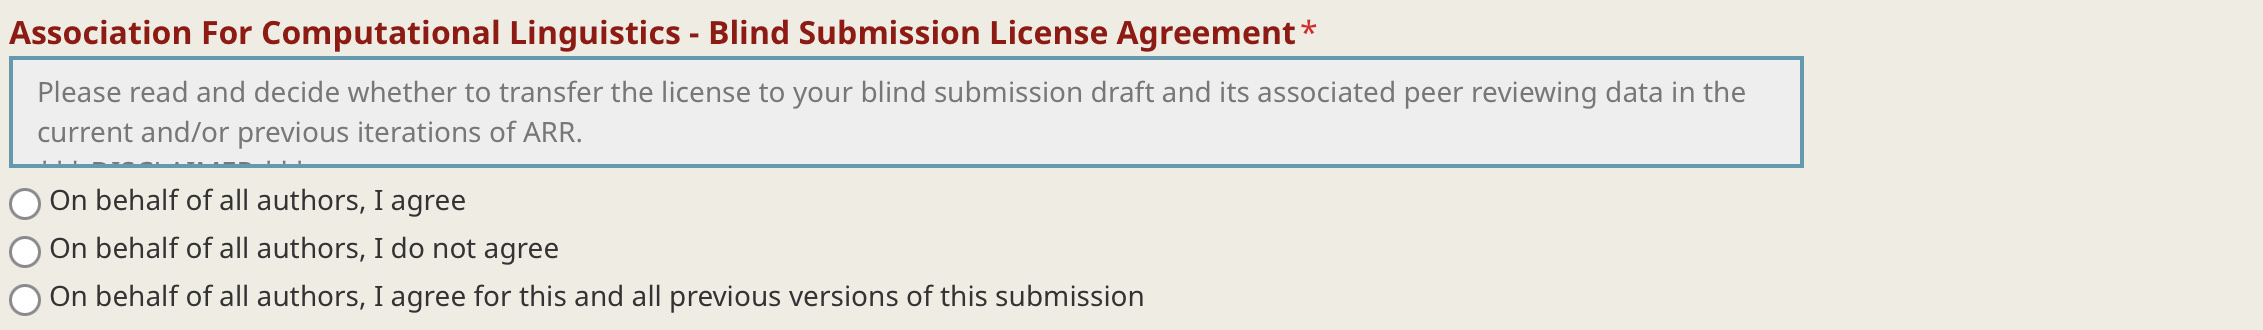 Association For Computational Linguistics - Blind Submission License Agreement*
Please read and decide whether to transfer the license to your blind submission draft and its associated peer reviewing data in the
current and/or previous iterations of ARR.
On behalf of all authors, I agree
On behalf of all authors, I do not agree
On behalf of all authors, I agree for this and all previous versions of this submission